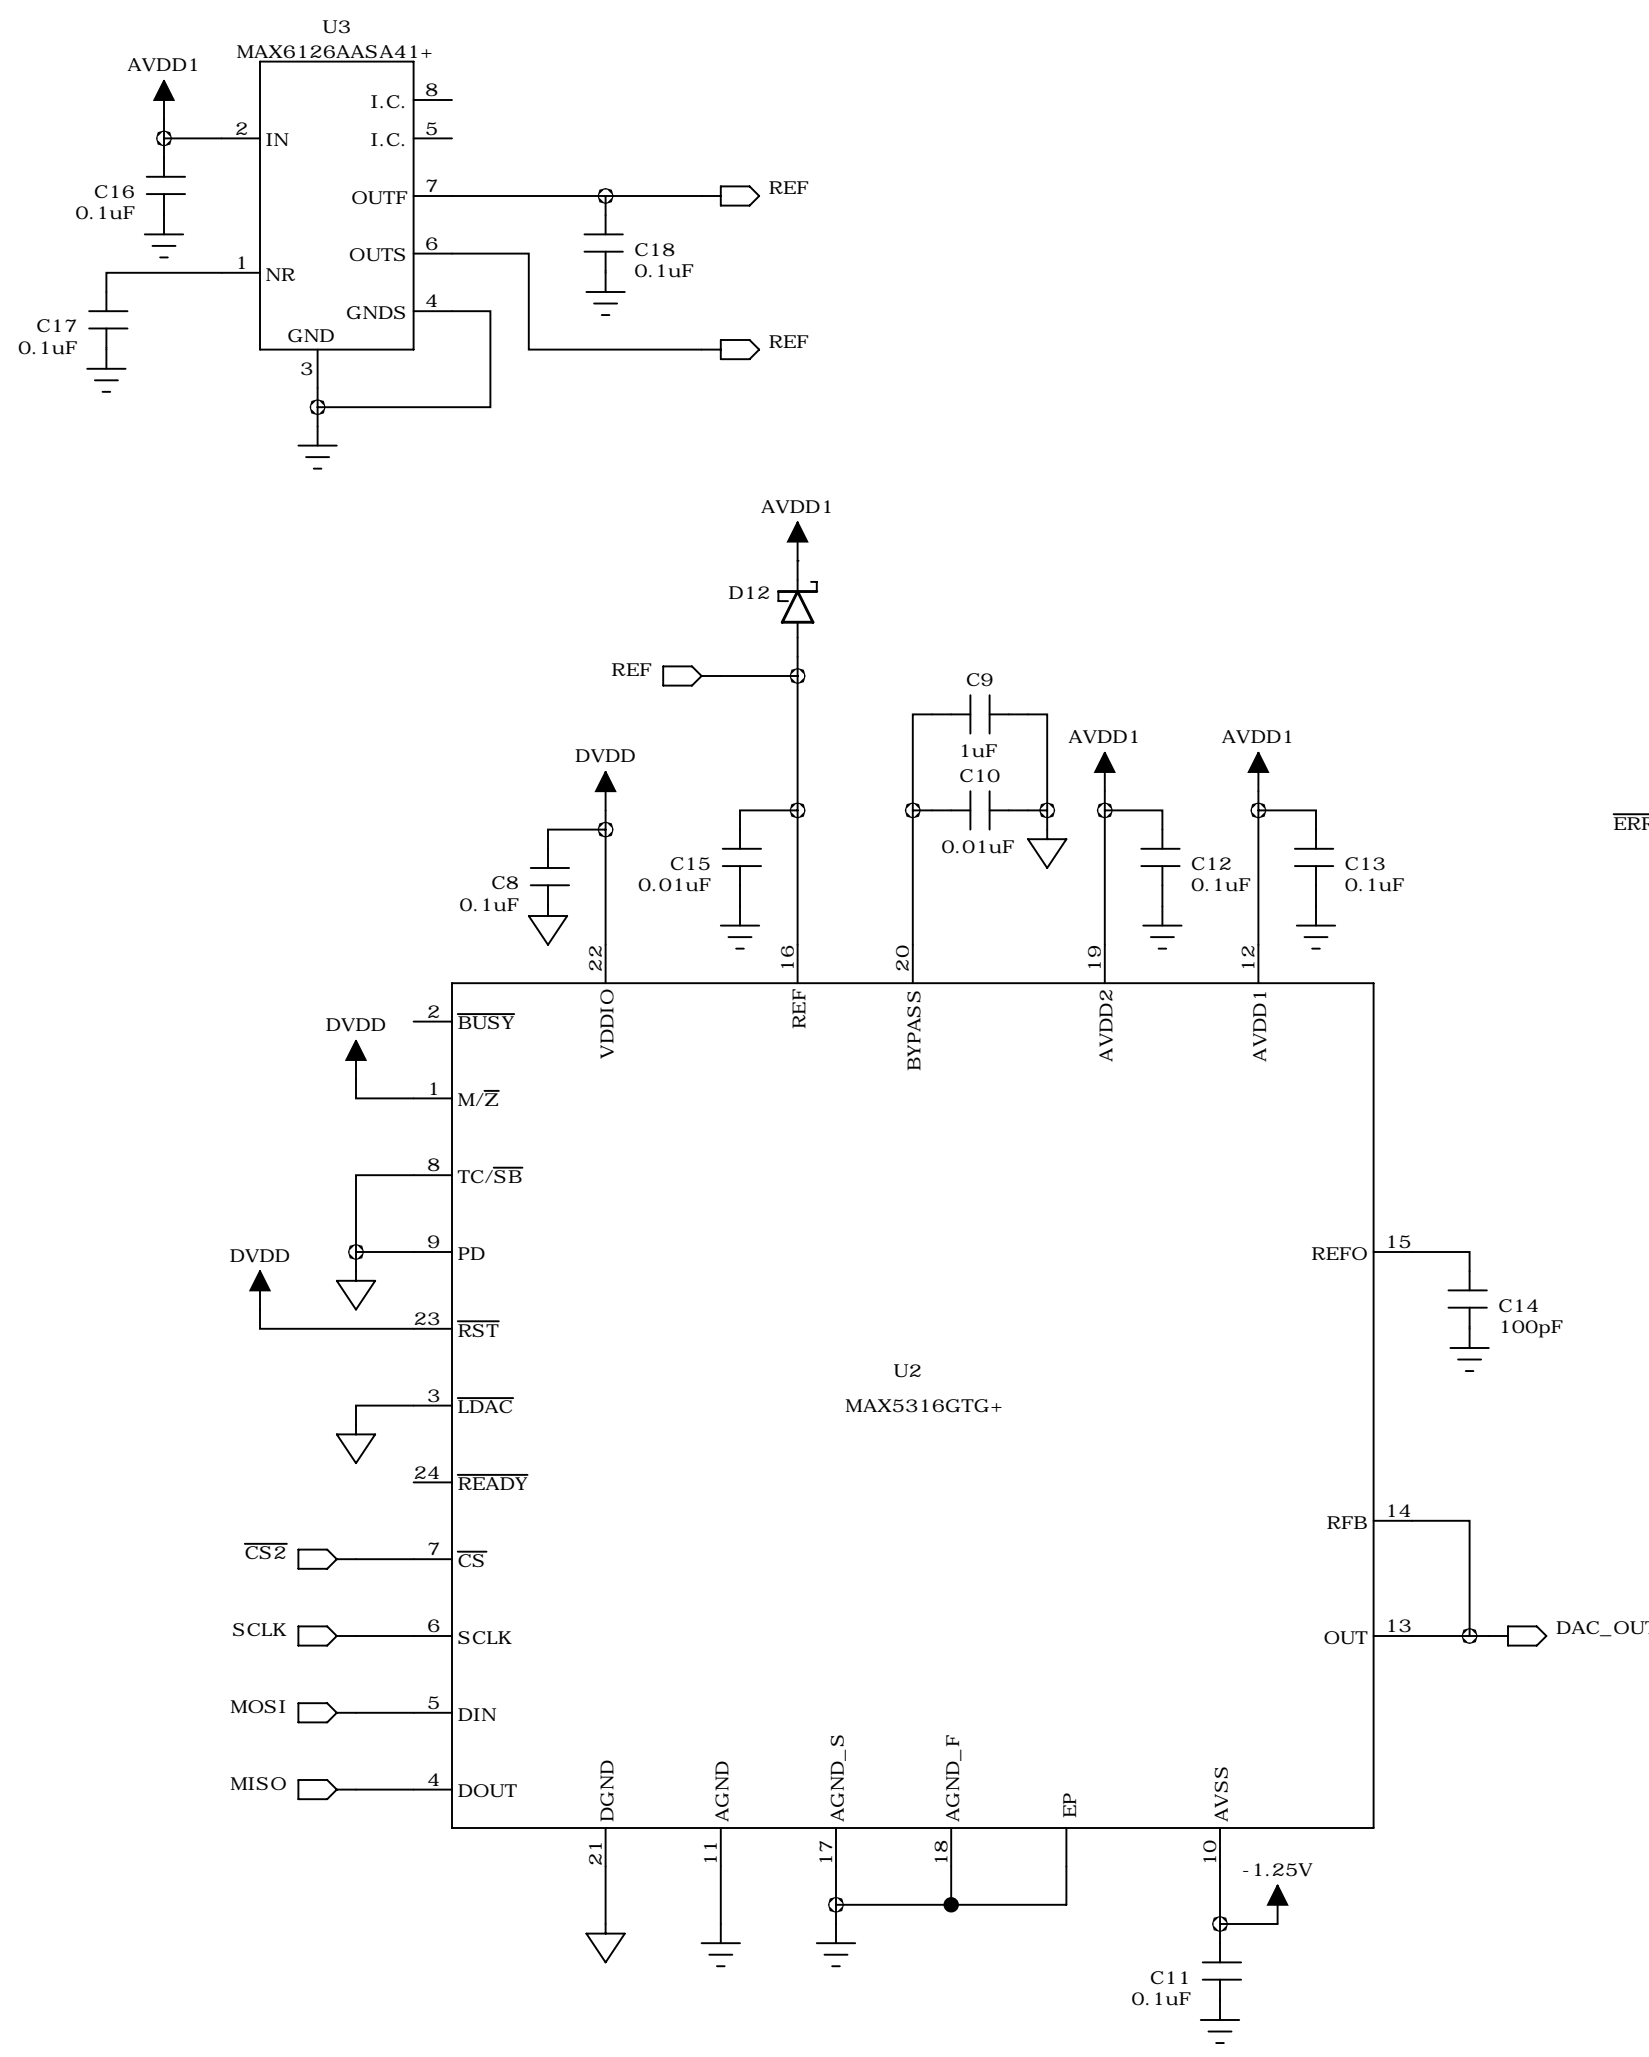 U3
MAX6126AASA41+
AVDD1
8
I.C.
2
5
IN
I.C.
C16
0.1uF
7
OUTF
REF
6
OUTS
C18
0.1uF
1
NR
4
GNDS
C17
0.1uF
GND
REF
3
AVDD1
D12
REF
C9
1uF
AVDD1
AVDD1
DVDD
C10
0.01uF
C15
0.01uF
C12
0.1uF
C13
0.1uF
C8
0.1uF
22
16
20
19
12
VDDIO
REF
BYPASS
AVDD2
AVDD1
2
BUSY
DVDD
1
M/Z
8
TC/SB
9
PD
DVDD
REFO
15
C14
100pF
23
RST
U2
MAX5316GTG+
3
LDAC
24
READY
RFB
14
CS2
7
CS
SCLK
6
SCLK
OUT
13
MOSI
5
DIN
MISO
4
DOUT
DGND
AGND
AGND_S
AGND_F
EP
AVSS
21
11
17
18
10
-1.25V
C11
0.1uF